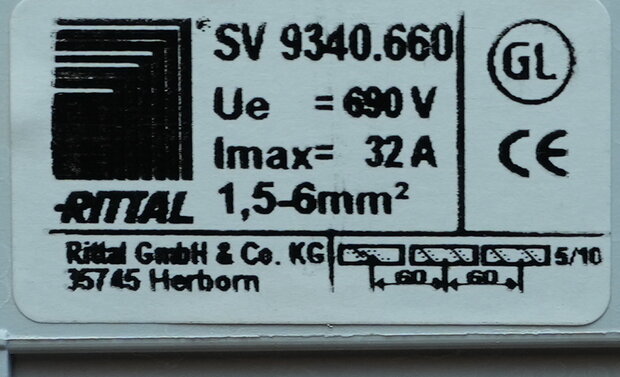 SV 9340.660
Ue = 690 V
Imax= 32 A
1,5-6mm²
RITTAL
GL
CE
Rittal GmbH & Co. KG
35745 Herborn
5/10
60 60